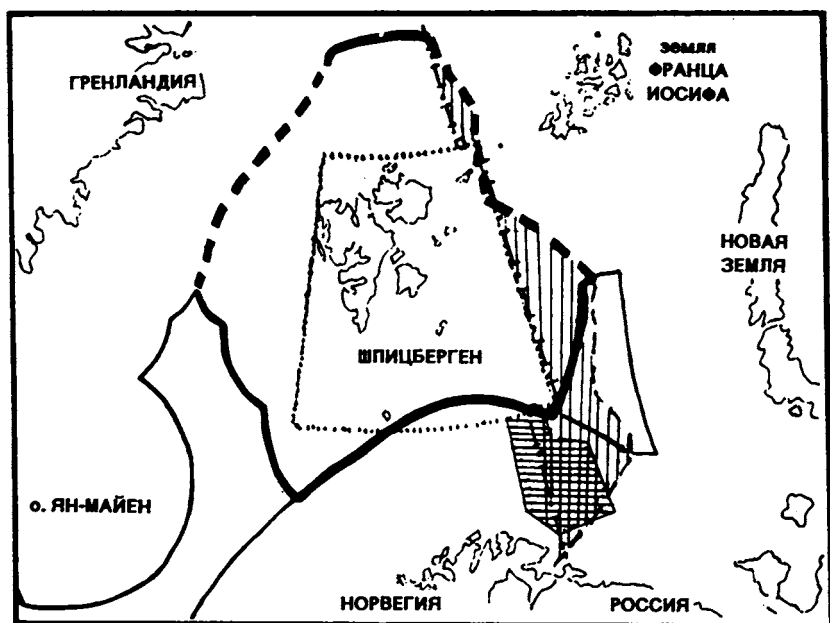 ГРЕНЛАНДИЯ
земля
ФРАНЦА
ИОСИФА
НОВАЯ
ЗЕМЛЯ
ШПИЦБЕРГЕН
о. ЯН-МАЙЕН
НОРВЕГИЯ
РОССИЯ